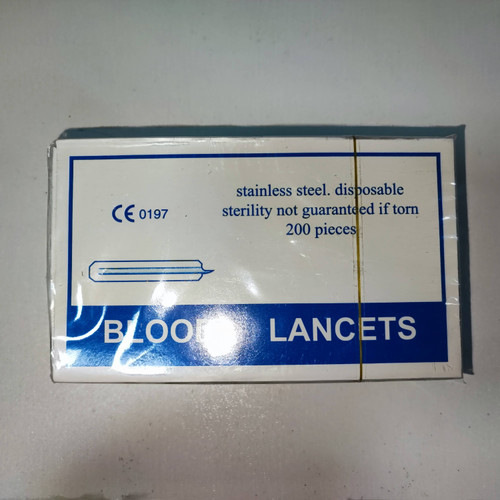 CE 0197
stainless steel. disposable
sterility not guaranteed if torn
200 pieces
BLOOD LANCETS